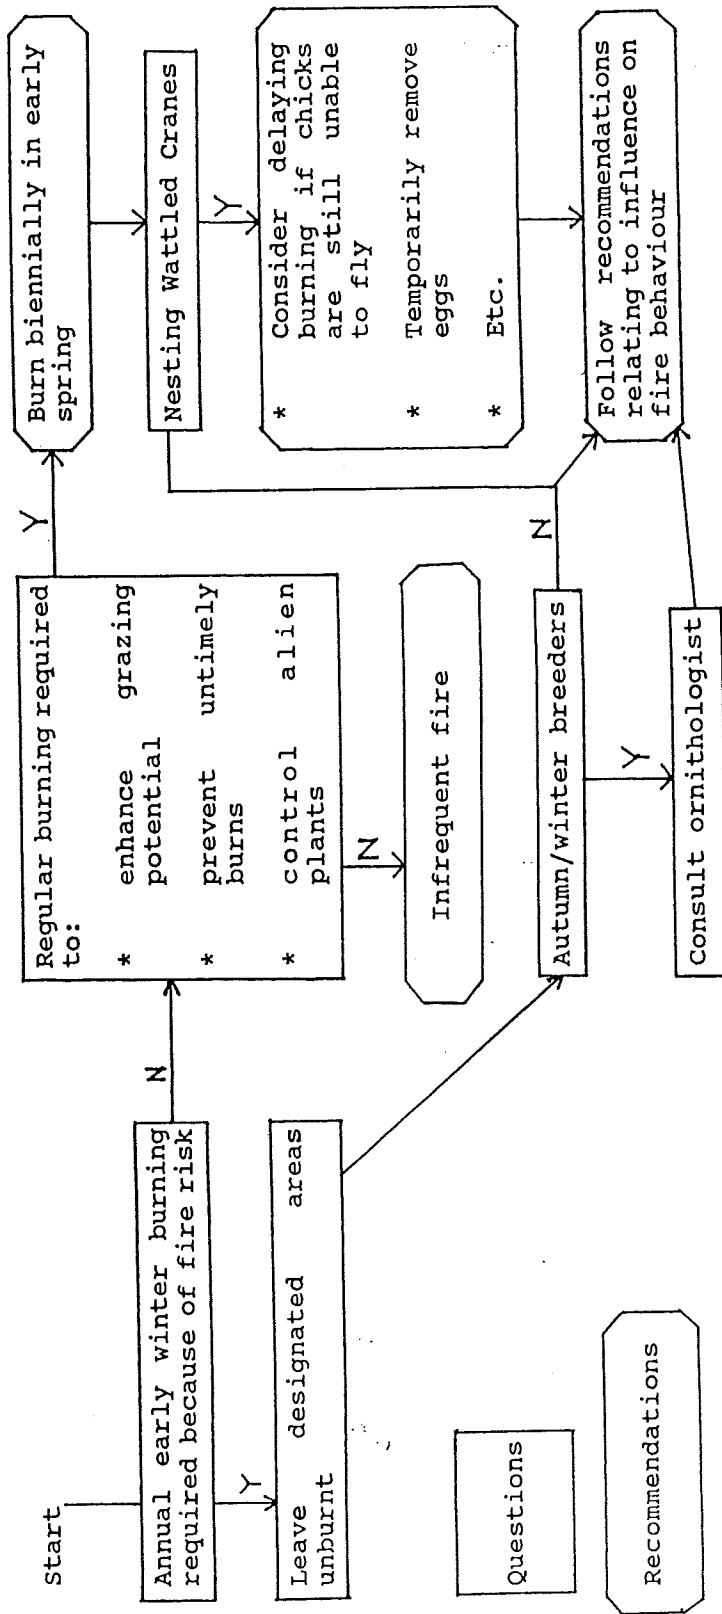 Start
Annual early winter burning
required because of fire risk
N
Y
Leave designated areas
unburnt
Questions
Recommendations
Regular burning required
to:
* enhance grazing
potential
* prevent untimely
burns
* control alien
plants
Y
N
Infrequent fire
Autumn/winter breeders
N
Y
Consult ornithologist
Burn biennially in early
spring
Nesting Wattled Cranes
Y
* Consider delaying
burning if chicks
are still unable
to fly
* Temporarily remove
eggs
* Etc.
Follow recommendations
relating to influence on
fire behaviour